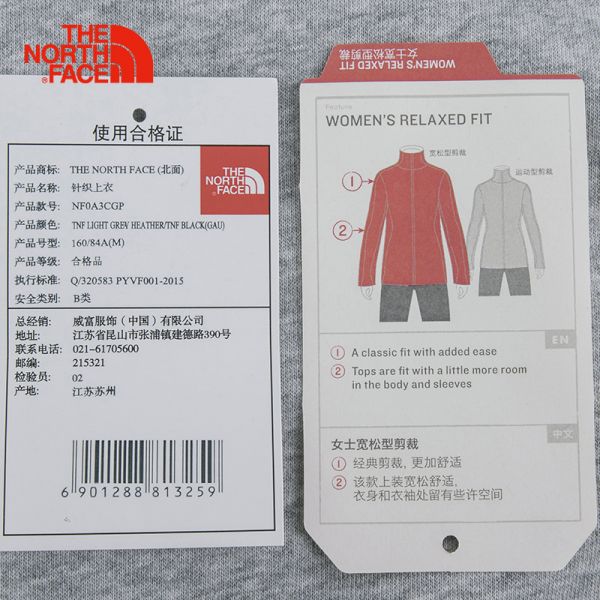 THE
NORTH
FACE®
使用合格证
产品商标: THE NORTH FACE (北面)
产品名称: 针织上衣
产品款号: NF0A3CGP
产品颜色: TNF LIGHT GREY HEATHER/TNF BLACK(GAU)
产品号型: 160/84A(M)
产品等级: 合格品
执行标准: Q/320583 PYVF001-2015
安全类别: B类
THE
NORTH
FACE
总经销: 威富服饰（中国）有限公司
地址: 江苏省昆山市张浦镇建德路390号
联系电话: 021-61705600
邮编: 215321
检验员: 02
产地: 江苏苏州
6 901288 813259
WOMEN'S RELAXED FIT
女士宽松型剪裁
Feature
WOMEN'S RELAXED FIT
宽松型剪裁
运动型剪裁
1
2
EN
1 A classic fit with added ease
2 Tops are fit with a little more room
in the body and sleeves
中文
女士宽松型剪裁
1 经典剪裁, 更加舒适
2 该款上装宽松舒适,
衣身和衣袖处留有些许空间